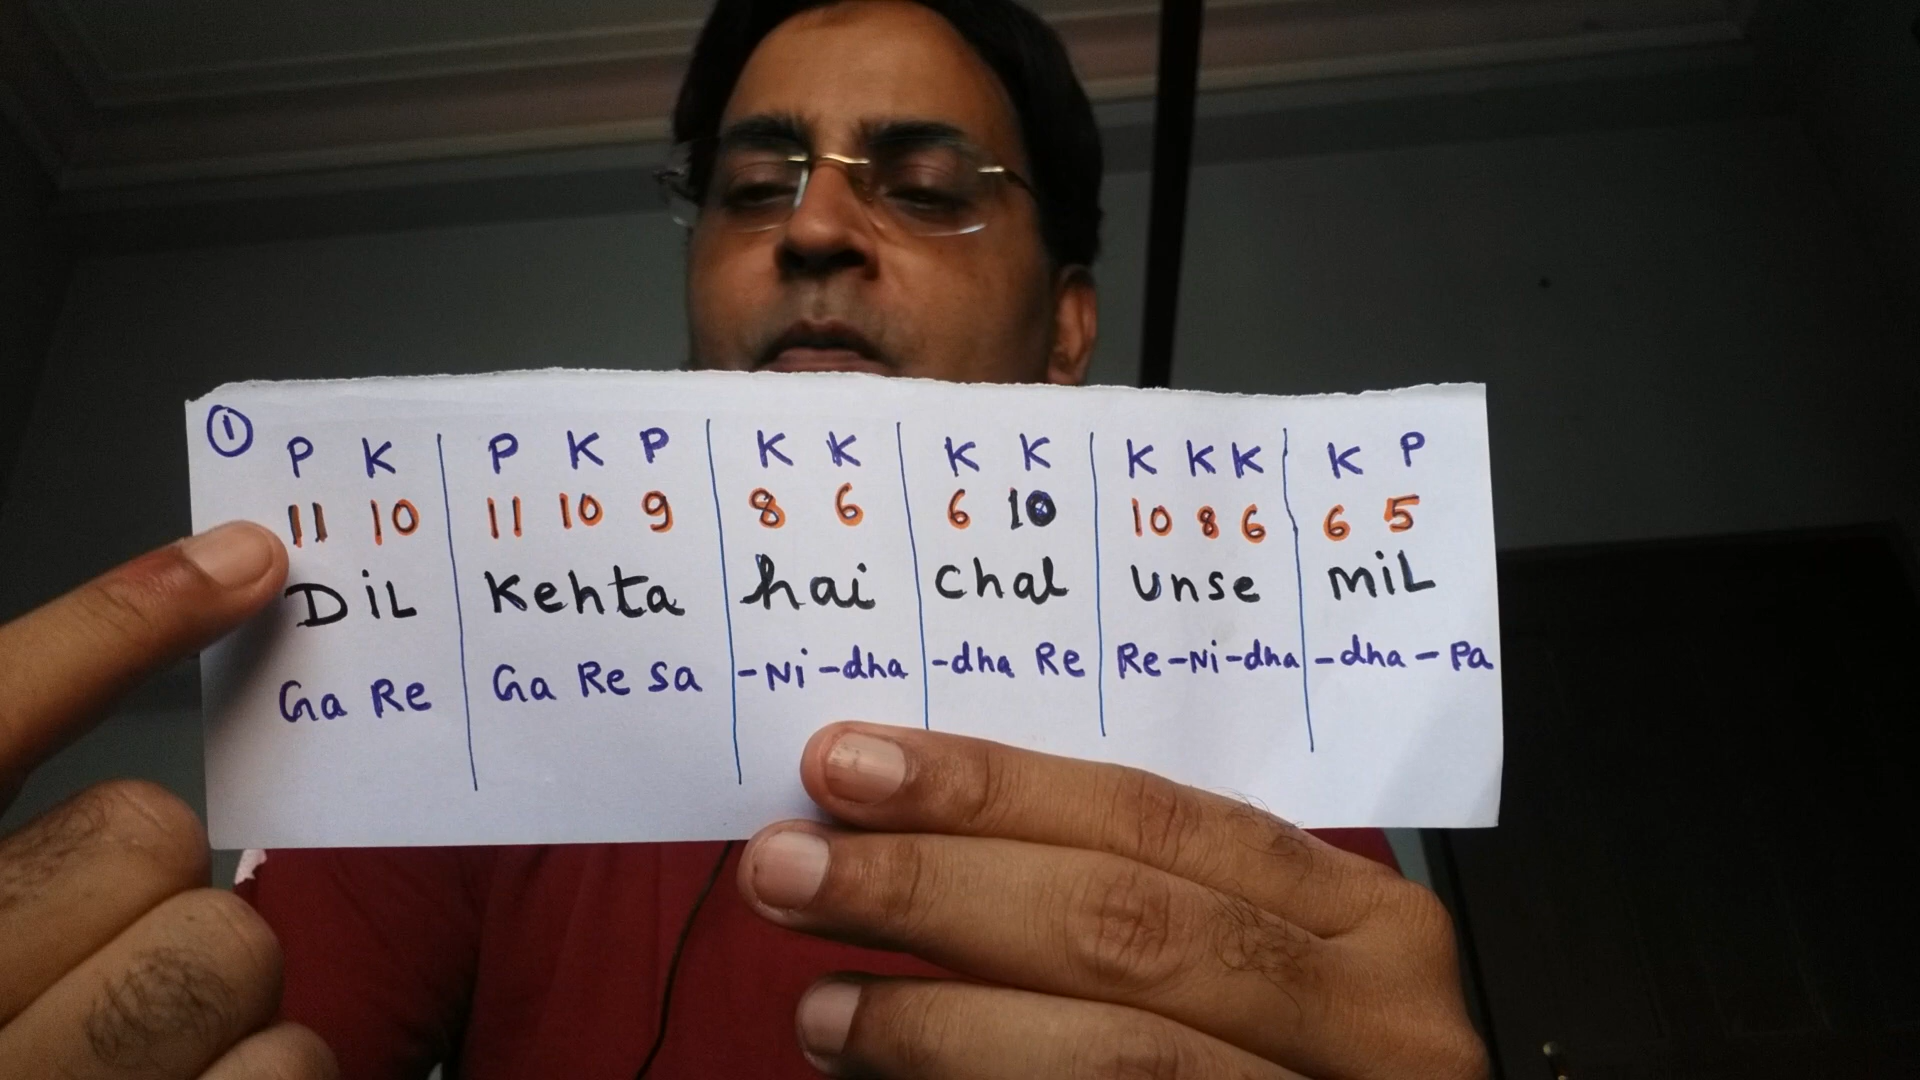 ①
P K | P K P | K K | K K | K K K | K P
11 10 | 11 10 9 | 8 6 | 6 10 | 10 8 6 | 6 5
DiL | Kehta | hai | Chal | Unse | MiL
Ga Re | Ga Re Sa | -Ni -dha | -dha Re | Re-Ni-dha | -dha-Pa